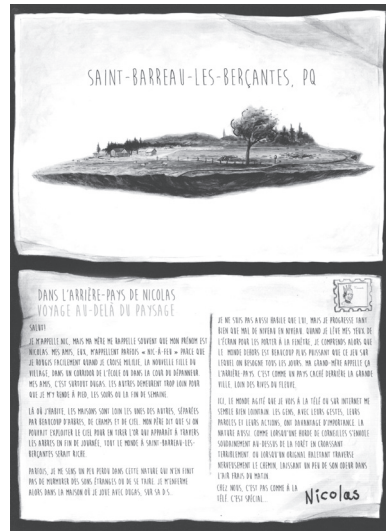 SAINT-BARREAU-LES-BERÇANTES, PQ
DANS L'ARRIÈRE-PAYS DE NICOLAS
VOYAGE AU-DELÀ DU PAYSAGE
SALUT!
JE M'APPELLE NIC, MAIS MA MÈRE ME RAPPELLE SOUVENT QUE MON PRÉNOM EST
NICOLAS. MES AMIS, EUX, M'APPELLENT PARFOIS « NIC-À-FEU » PARCE QUE
JE ROUGIS FACILEMENT QUAND JE CROISE MILILIE, LA NOUVELLE FILLE DU
VILLAGE, DANS UN CORRIDOR DE L'ÉCOLE OU DANS LA COUR DU DÉPANNEUR.
MES AMIS, C'EST SURTOUT DUGAS. LES AUTRES DEMEURENT TROP LOIN POUR
QUE JE M'Y RENDE À PIED, LES SOIRS OU LA FIN DE SEMAINE.
LÀ OÙ J'HABITE, LES MAISONS SONT LOIN LES UNES DES AUTRES, SÉPARÉES
PAR BEAUCOUP D'ARBRES, DE CHAMPS ET DE CIEL. MON PÈRE DIT QUE SI ON
POUVAIT EXPLOITER LE CIEL POUR EN TIRER L'OR QUI APPARAÎT À TRAVERS
LES ARBRES EN FIN DE JOURNÉE, TOUT LE MONDE À SAINT-BARREAU-LES-
BERÇANTES SERAIT RICHE.
PARFOIS, JE ME SENS UN PEU PERDU DANS CETTE NATURE QUI N'EN FINIT
PAS DE MURMURER DES SONS ÉTRANGES OU DE SE TAIRE. JE M'ENFERME
ALORS DANS LA MAISON OÙ JE JOUE AVEC DUGAS, SUR SA D.S.
JE NE SUIS PAS AUSSI HABILE QUE LUI, MAIS JE PROGRESSE TANT
BIEN QUE MAL DE NIVEAU EN NIVEAU. QUAND JE LÈVE MES YEUX DE
L'ÉCRAN POUR LES PORTER À LA FENÊTRE, JE COMPRENDS ALORS QUE
LE MONDE DEHORS EST BEAUCOUP PLUS PUISSANT QUE CE JEU SUR
LEQUEL ON BESOGNE TOUS LES JOURS. MA GRAND-MÈRE APPELLE ÇA
L'ARRIÈRE-PAYS. C'EST COMME UN PAYS CACHÉ DERRIÈRE LA GRANDE
VILLE, LOIN DES RIVES DU FLEUVE.
ICI, LE MONDE AGITÉ QUE JE VOIS À LA TÉLÉ OU SUR INTERNET ME
SEMBLE BIEN LOINTAIN. LES GENS, AVEC LEURS GESTES, LEURS
PAROLES ET LEURS ACTIONS, ONT DAVANTAGE D'IMPORTANCE. LA
NATURE AUSSI. COMME LORSQU'UNE HORDE DE CORNEILLES S'ENVOLE
SOUDAINEMENT AU-DESSUS DE LA FORÊT EN CROASSANT
TERRIBLEMENT. OU LORSQU'UN ORIGNAL HALETANT TRAVERSE
NERVEUSEMENT LE CHEMIN, LAISSANT UN PEU DE SON ODEUR DANS
L'AIR FRAIS DU MATIN.
CHEZ NOUS, C'EST PAS COMME À LA
TÉLÉ. C'EST SPÉCIAL...
Nicolas